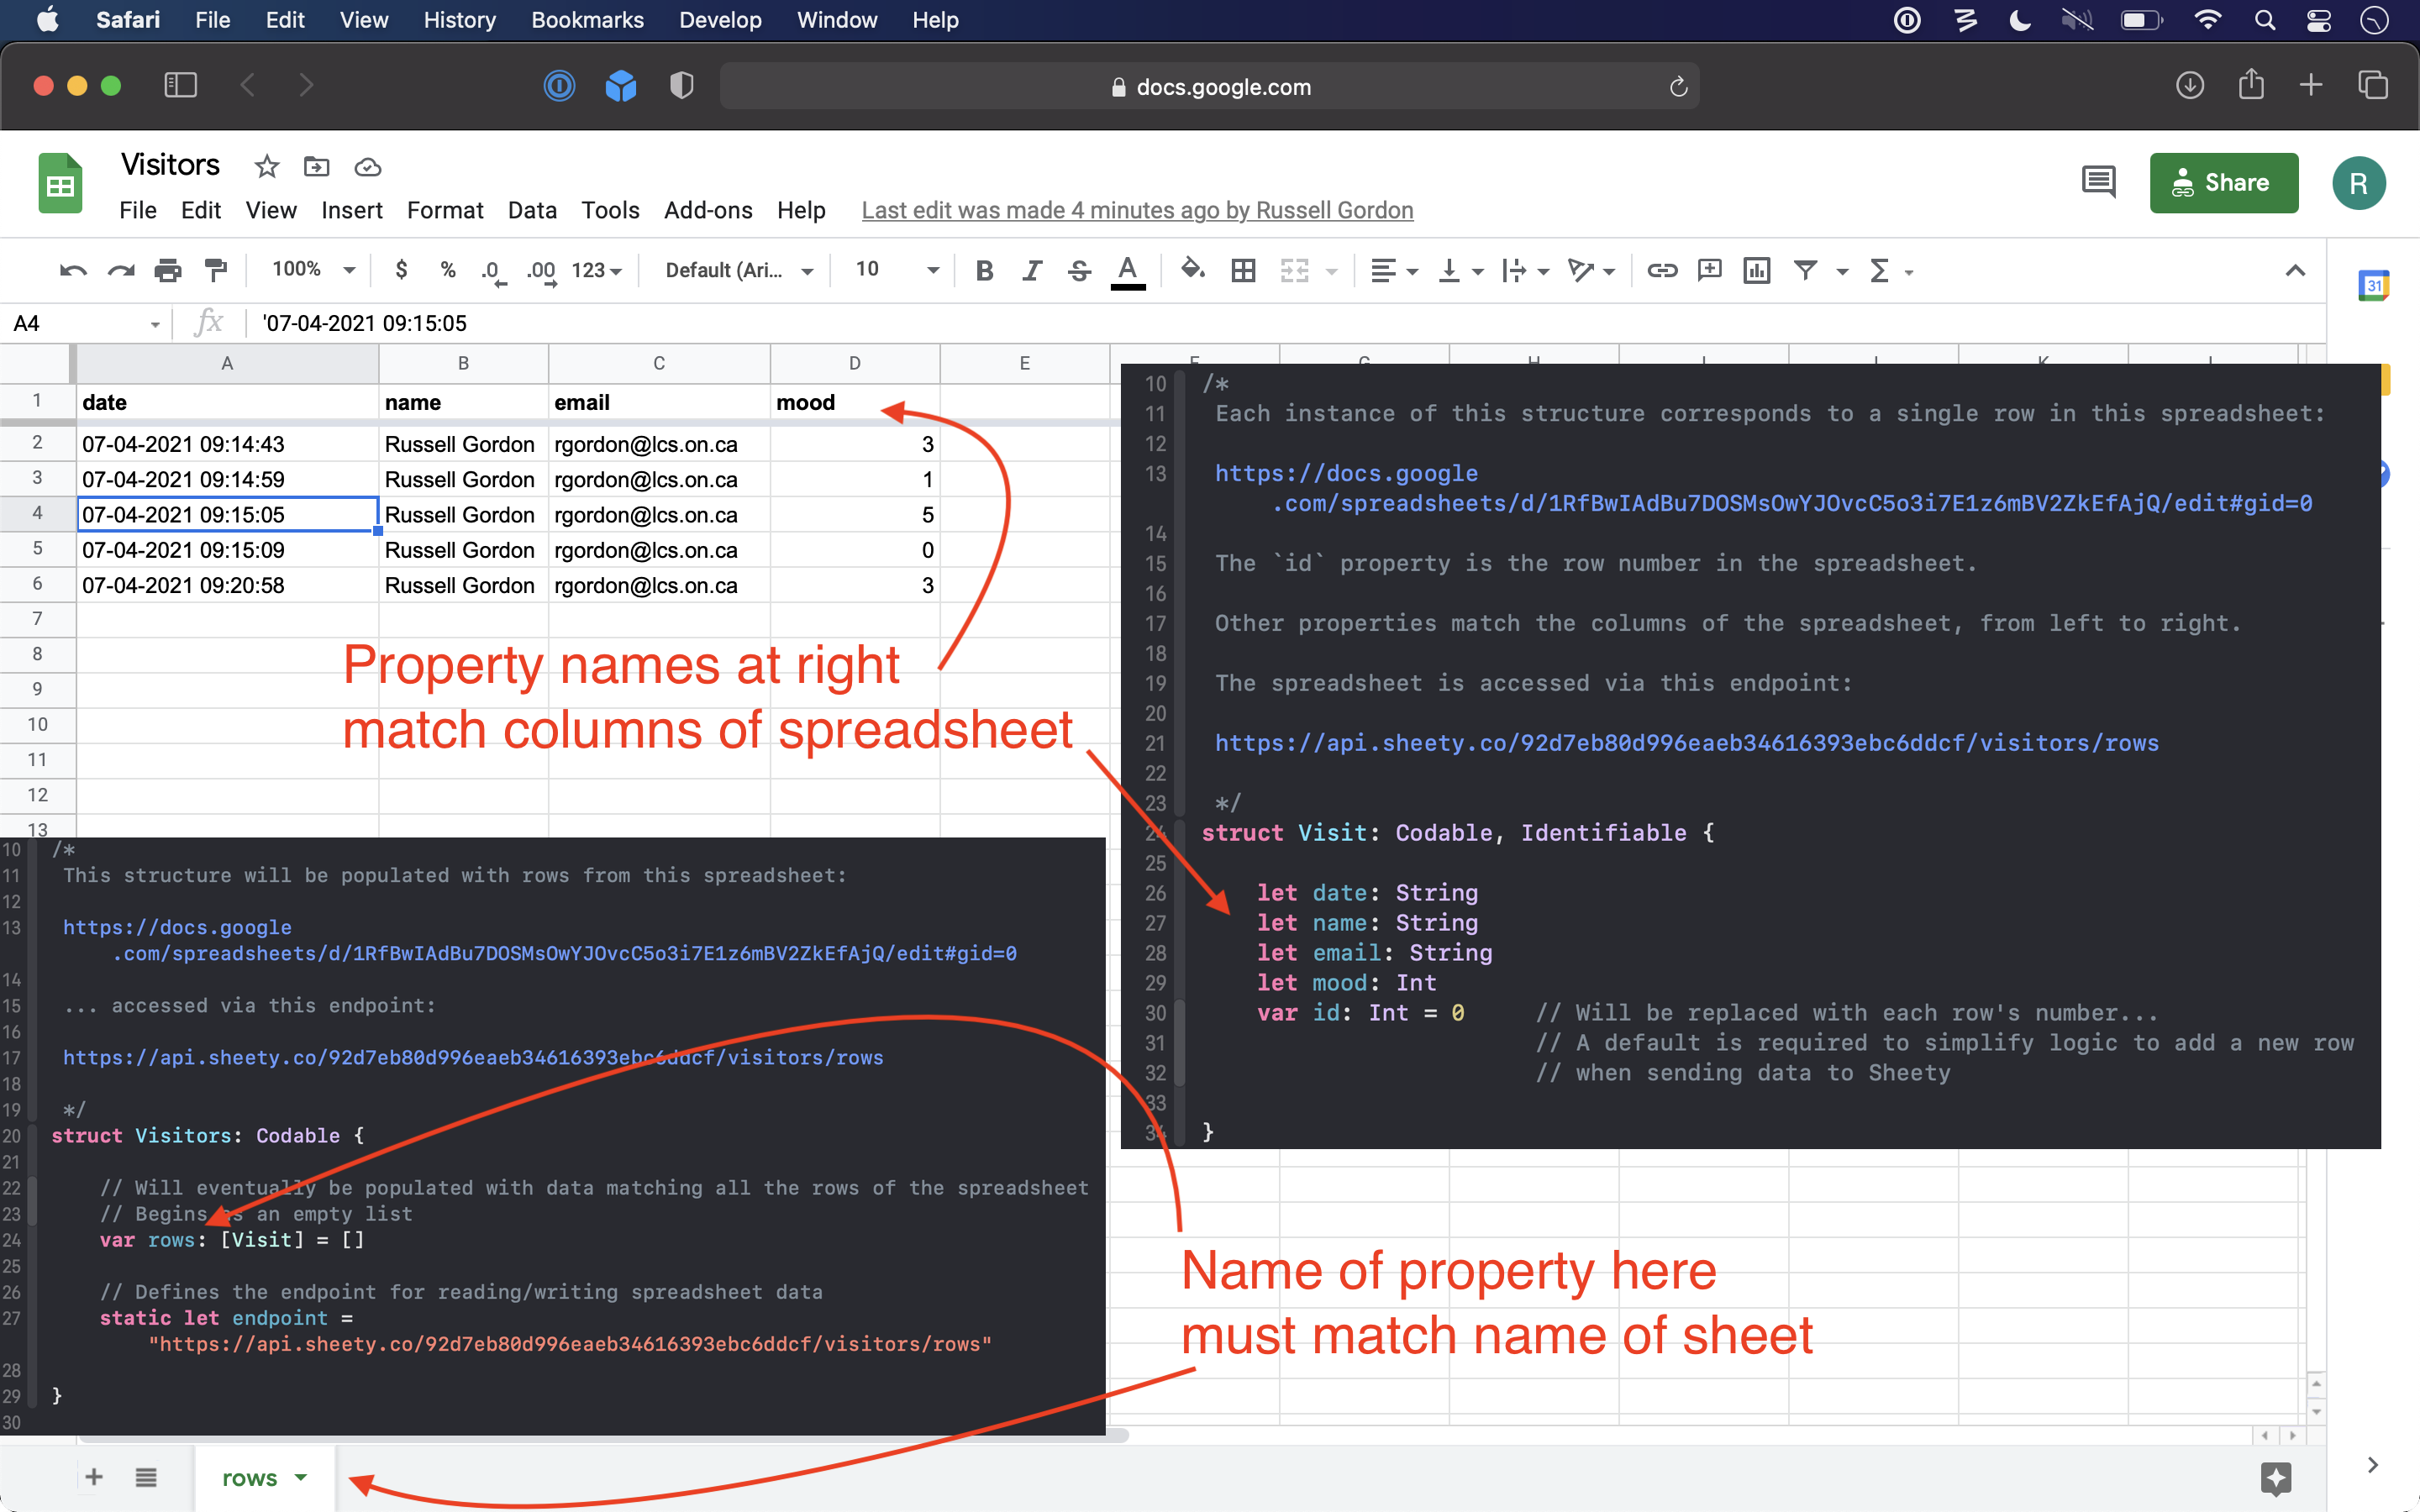 Safari File Edit View History Bookmarks Develop Window Help
docs.google.com
Visitors
Share
R
File Edit View Insert Format Data Tools Add-ons Help Last edit was made 4 minutes ago by Russell Gordon
100% $ % .0 .00 123 Default (Ari... 10 B I S A Σ
31
A4 fx '07-04-2021 09:15:05
A B C D E
1 date name email mood
2 07-04-2021 09:14:43 Russell Gordon rgordon@lcs.on.ca 3
3 07-04-2021 09:14:59 Russell Gordon rgordon@lcs.on.ca 1
4 07-04-2021 09:15:05 Russell Gordon rgordon@lcs.on.ca 5
5 07-04-2021 09:15:09 Russell Gordon rgordon@lcs.on.ca 0
6 07-04-2021 09:20:58 Russell Gordon rgordon@lcs.on.ca 3
7
8
9
10
11
12
13
Property names at right
match columns of spreadsheet
10 /*
11 Each instance of this structure corresponds to a single row in this spreadsheet:
12
13 https://docs.google
.com/spreadsheets/d/1RfBwIAdBu7DOSMsOwYJOvcC5o3i7E1z6mBV2ZkEfAjQ/edit#gid=0
14
15 The `id` property is the row number in the spreadsheet.
16
17 Other properties match the columns of the spreadsheet, from left to right.
18
19 The spreadsheet is accessed via this endpoint:
20
21 https://api.sheety.co/92d7eb80d996eaeb34616393ebc6ddcf/visitors/rows
22
23 */
24 struct Visit: Codable, Identifiable {
25
26 let date: String
27 let name: String
28 let email: String
29 let mood: Int
30 var id: Int = 0 // Will be replaced with each row's number...
31 // A default is required to simplify logic to add a new row
32 // when sending data to Sheety
33
34 }
10 /*
11 This structure will be populated with rows from this spreadsheet:
12
13 https://docs.google
.com/spreadsheets/d/1RfBwIAdBu7DOSMsOwYJOvcC5o3i7E1z6mBV2ZkEfAjQ/edit#gid=0
14
15 ... accessed via this endpoint:
16
17 https://api.sheety.co/92d7eb80d996eaeb34616393ebc6ddcf/visitors/rows
18
19 */
20 struct Visitors: Codable {
21
22 // Will eventually be populated with data matching all the rows of the spreadsheet
23 // Begins as an empty list
24 var rows: [Visit] = []
25
26 // Defines the endpoint for reading/writing spreadsheet data
27 static let endpoint =
"https://api.sheety.co/92d7eb80d996eaeb34616393ebc6ddcf/visitors/rows"
28
29 }
30
Name of property here
must match name of sheet
rows